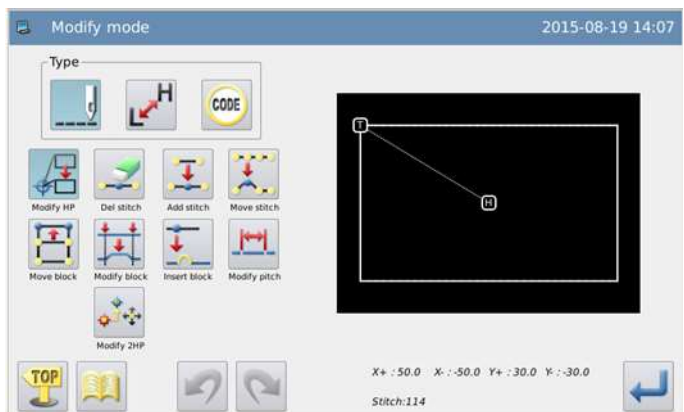 Modify mode 2015-08-19 14:07
Type
L H CODE
Modify HP Del stitch Add stitch Move stitch
Move block Modify block Insert block Modify pitch
Modify 2HP
T
H
TOP
X+ : 50.0 X- : -50.0 Y+ : 30.0 Y- : -30.0
Stitch:114